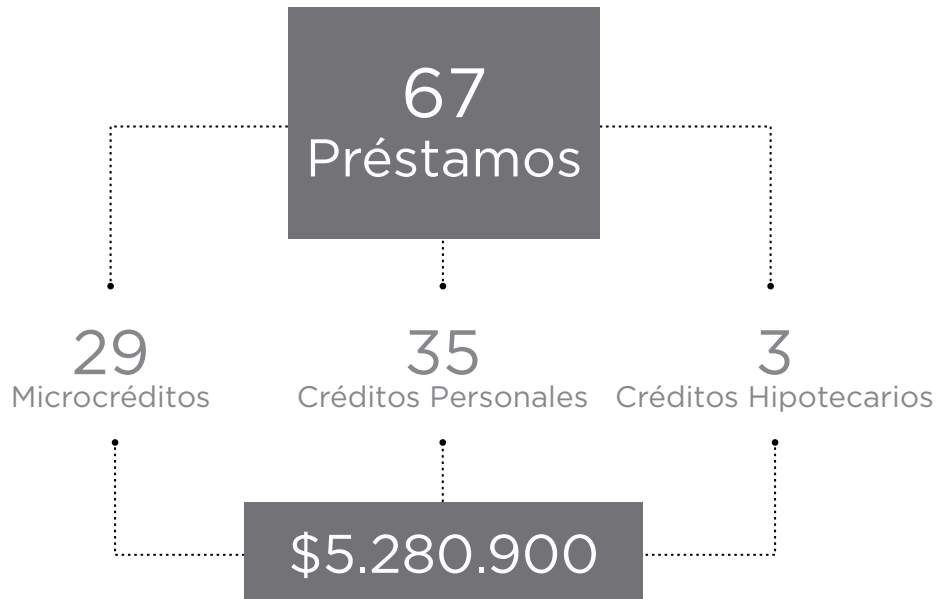 67
Préstamos
29
Microcréditos
35
Créditos Personales
3
Créditos Hipotecarios
$5.280.900